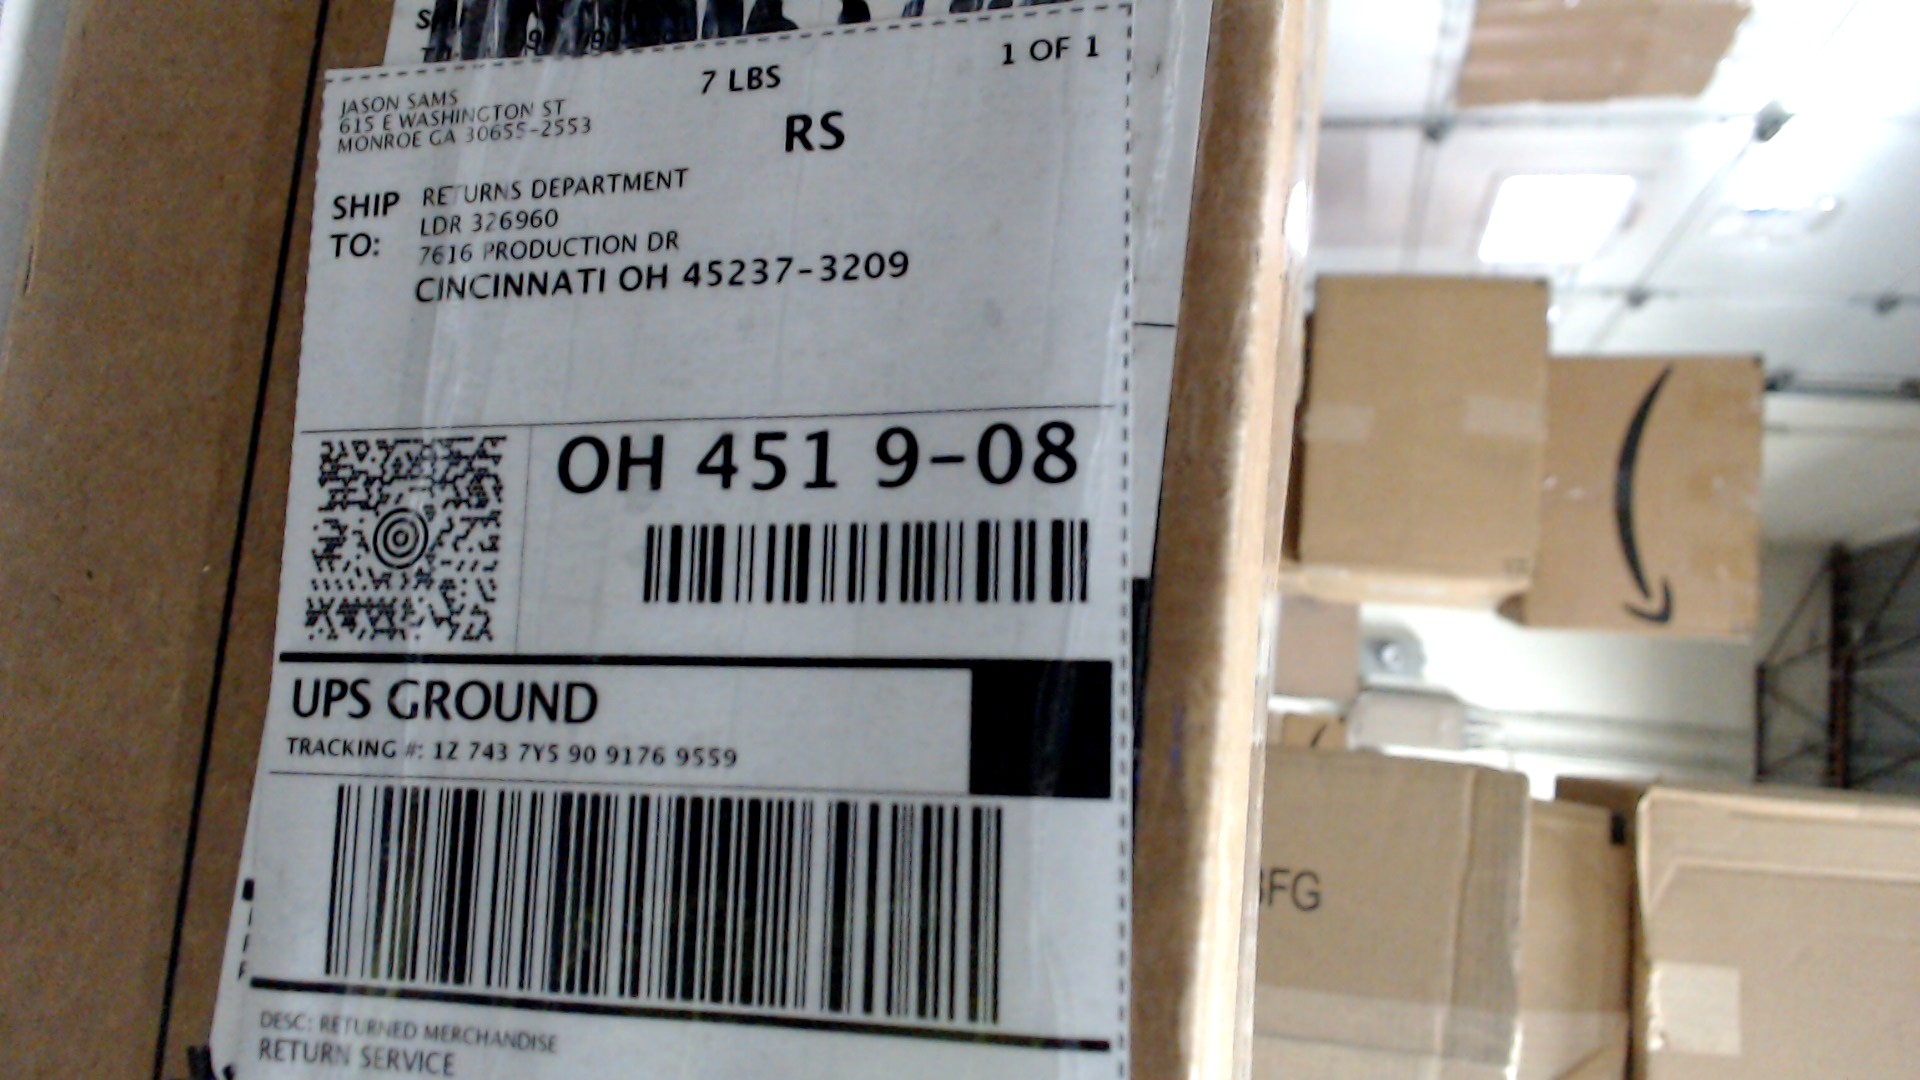 7 LBS
1 OF 1
JASON SAMS
615 E WASHINGTON ST
MONROE GA 30655-2553
RS
SHIP TO:
RETURNS DEPARTMENT
LDR 326960
7616 PRODUCTION DR
CINCINNATI OH 45237-3209
OH 451 9-08
UPS GROUND
TRACKING #: 1Z 743 7Y5 90 9176 9559
DESC: RETURNED MERCHANDISE
RETURN SERVICE
FG